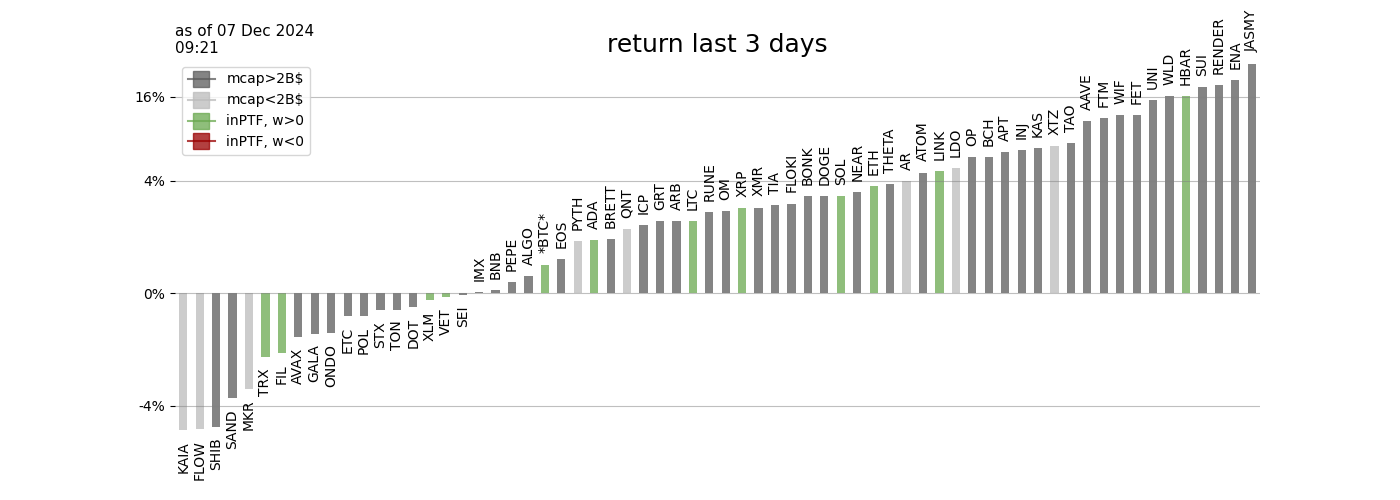 as of 07 Dec 2024
09:21
return last 3 days
mcap>2B$
mcap<2B$
inPTF, w>0
inPTF, w<0
16%
4%
0%
-4%
KAIA
FLOW
SHIB
SAND
MKR
TRX
FIL
AVAX
GALA
ONDO
ETC
POL
STX
TON
DOT
XLM
VET
SEI
IMX
BNB
PEPE
ALGO
*BTC*
EOS
PYTH
ADA
BRETT
QNT
ICP
GRT
ARB
LTC
RUNE
OM
XRP
XMR
TIA
FLOKI
BONK
DOGE
SOL
NEAR
ETH
THETA
AR
ATOM
LINK
LDO
OP
BCH
APT
INJ
KAS
XTZ
TAO
AAVE
FTM
WIF
FET
UNI
WLD
HBAR
SUI
RENDER
ENA
JASMY